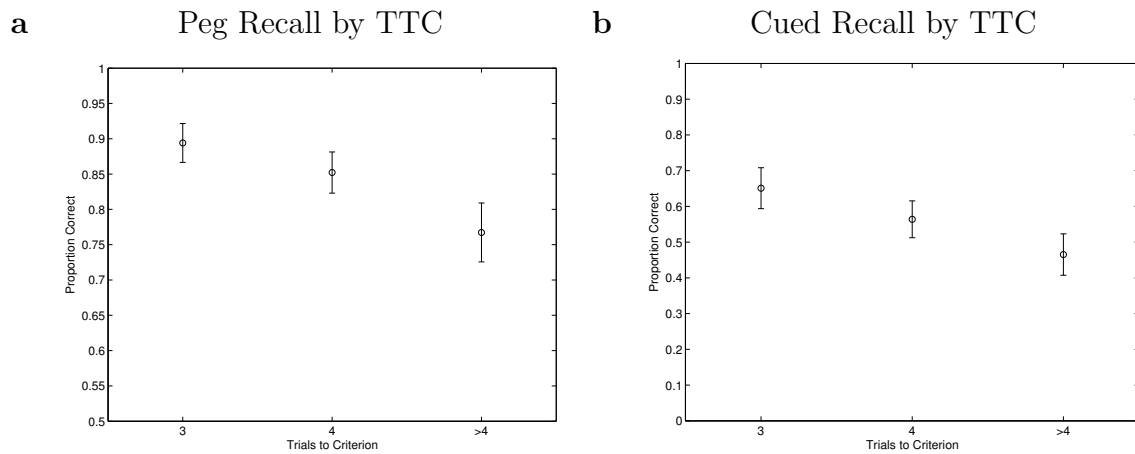 a Peg Recall by TTC
1
0.95
0.9
0.85
0.8
0.75
0.7
0.65
0.6
0.55
0.5
Proportion Correct
3 4 >4
Trials to Criterion
b Cued Recall by TTC
1
0.9
0.8
0.7
0.6
0.5
0.4
0.3
0.2
0.1
0
Proportion Correct
3 4 >4
Trials to Criterion